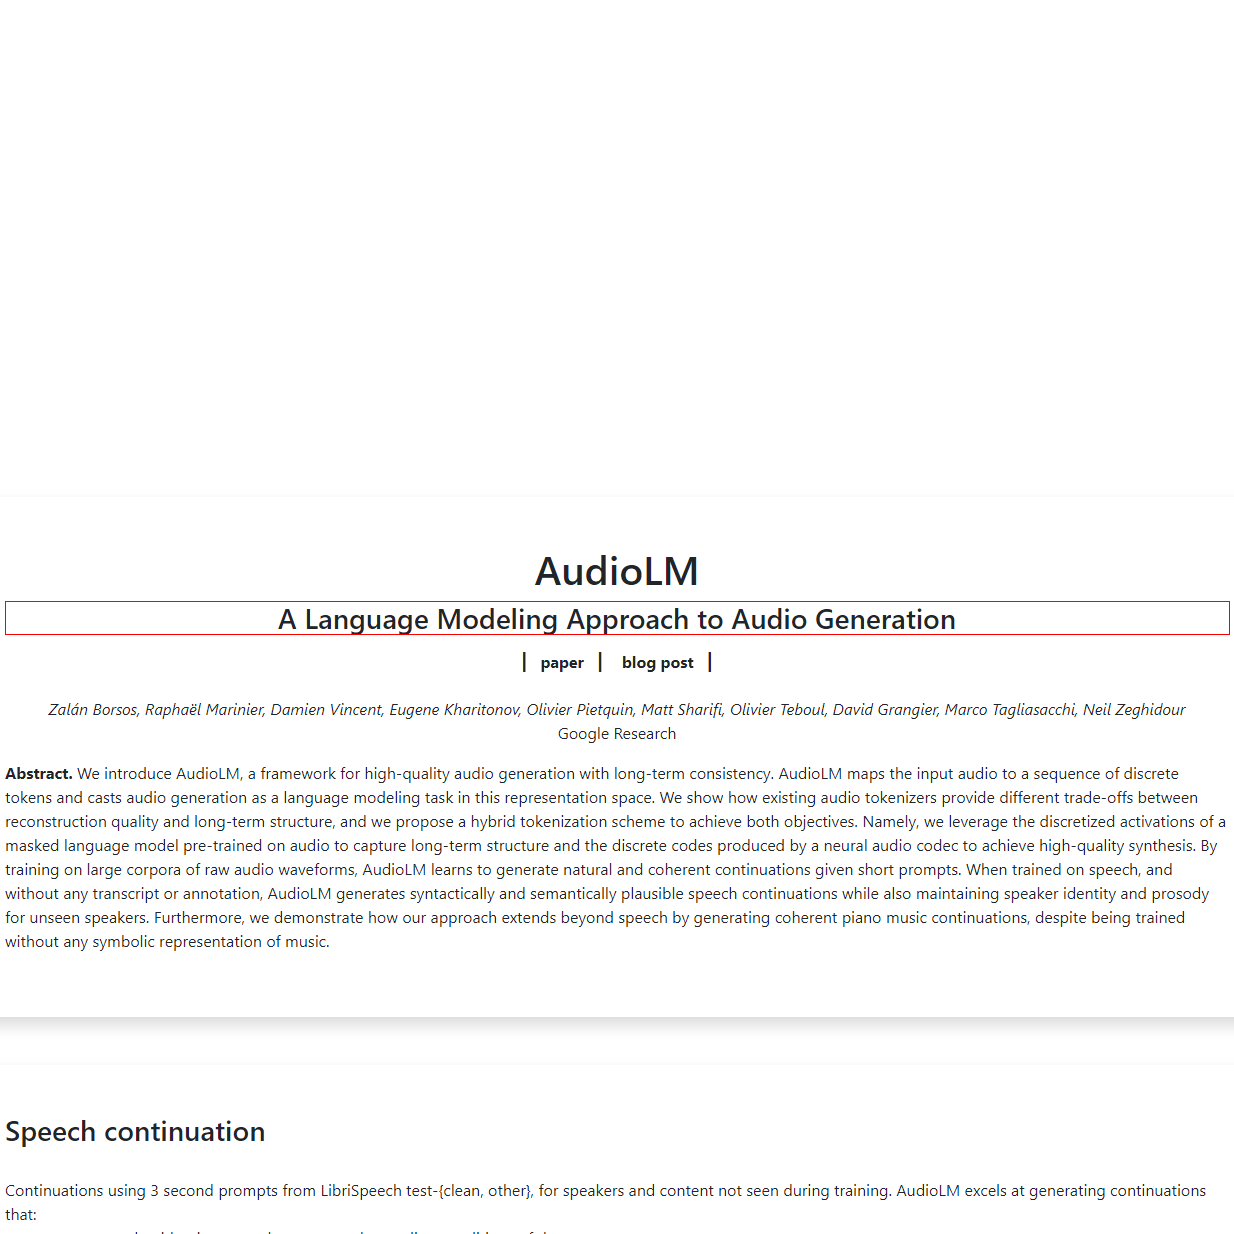 AudioLM
A Language Modeling Approach to Audio Generation
| paper | blog post |
Zalán Borsos, Raphaël Marinier, Damien Vincent, Eugene Kharitonov, Olivier Pietquin, Matt Sharifi, Olivier Teboul, David Grangier, Marco Tagliasacchi, Neil Zeghidour
Google Research
Abstract. We introduce AudioLM, a framework for high-quality audio generation with long-term consistency. AudioLM maps the input audio to a sequence of discrete
tokens and casts audio generation as a language modeling task in this representation space. We show how existing audio tokenizers provide different trade-offs between
reconstruction quality and long-term structure, and we propose a hybrid tokenization scheme to achieve both objectives. Namely, we leverage the discretized activations of a
masked language model pre-trained on audio to capture long-term structure and the discrete codes produced by a neural audio codec to achieve high-quality synthesis. By
training on large corpora of raw audio waveforms, AudioLM learns to generate natural and coherent continuations given short prompts. When trained on speech, and
without any transcript or annotation, AudioLM generates syntactically and semantically plausible speech continuations while also maintaining speaker identity and prosody
for unseen speakers. Furthermore, we demonstrate how our approach extends beyond speech by generating coherent piano music continuations, despite being trained
without any symbolic representation of music.
Speech continuation
Continuations using 3 second prompts from LibriSpeech test-{clean, other}, for speakers and content not seen during training. AudioLM excels at generating continuations
that: